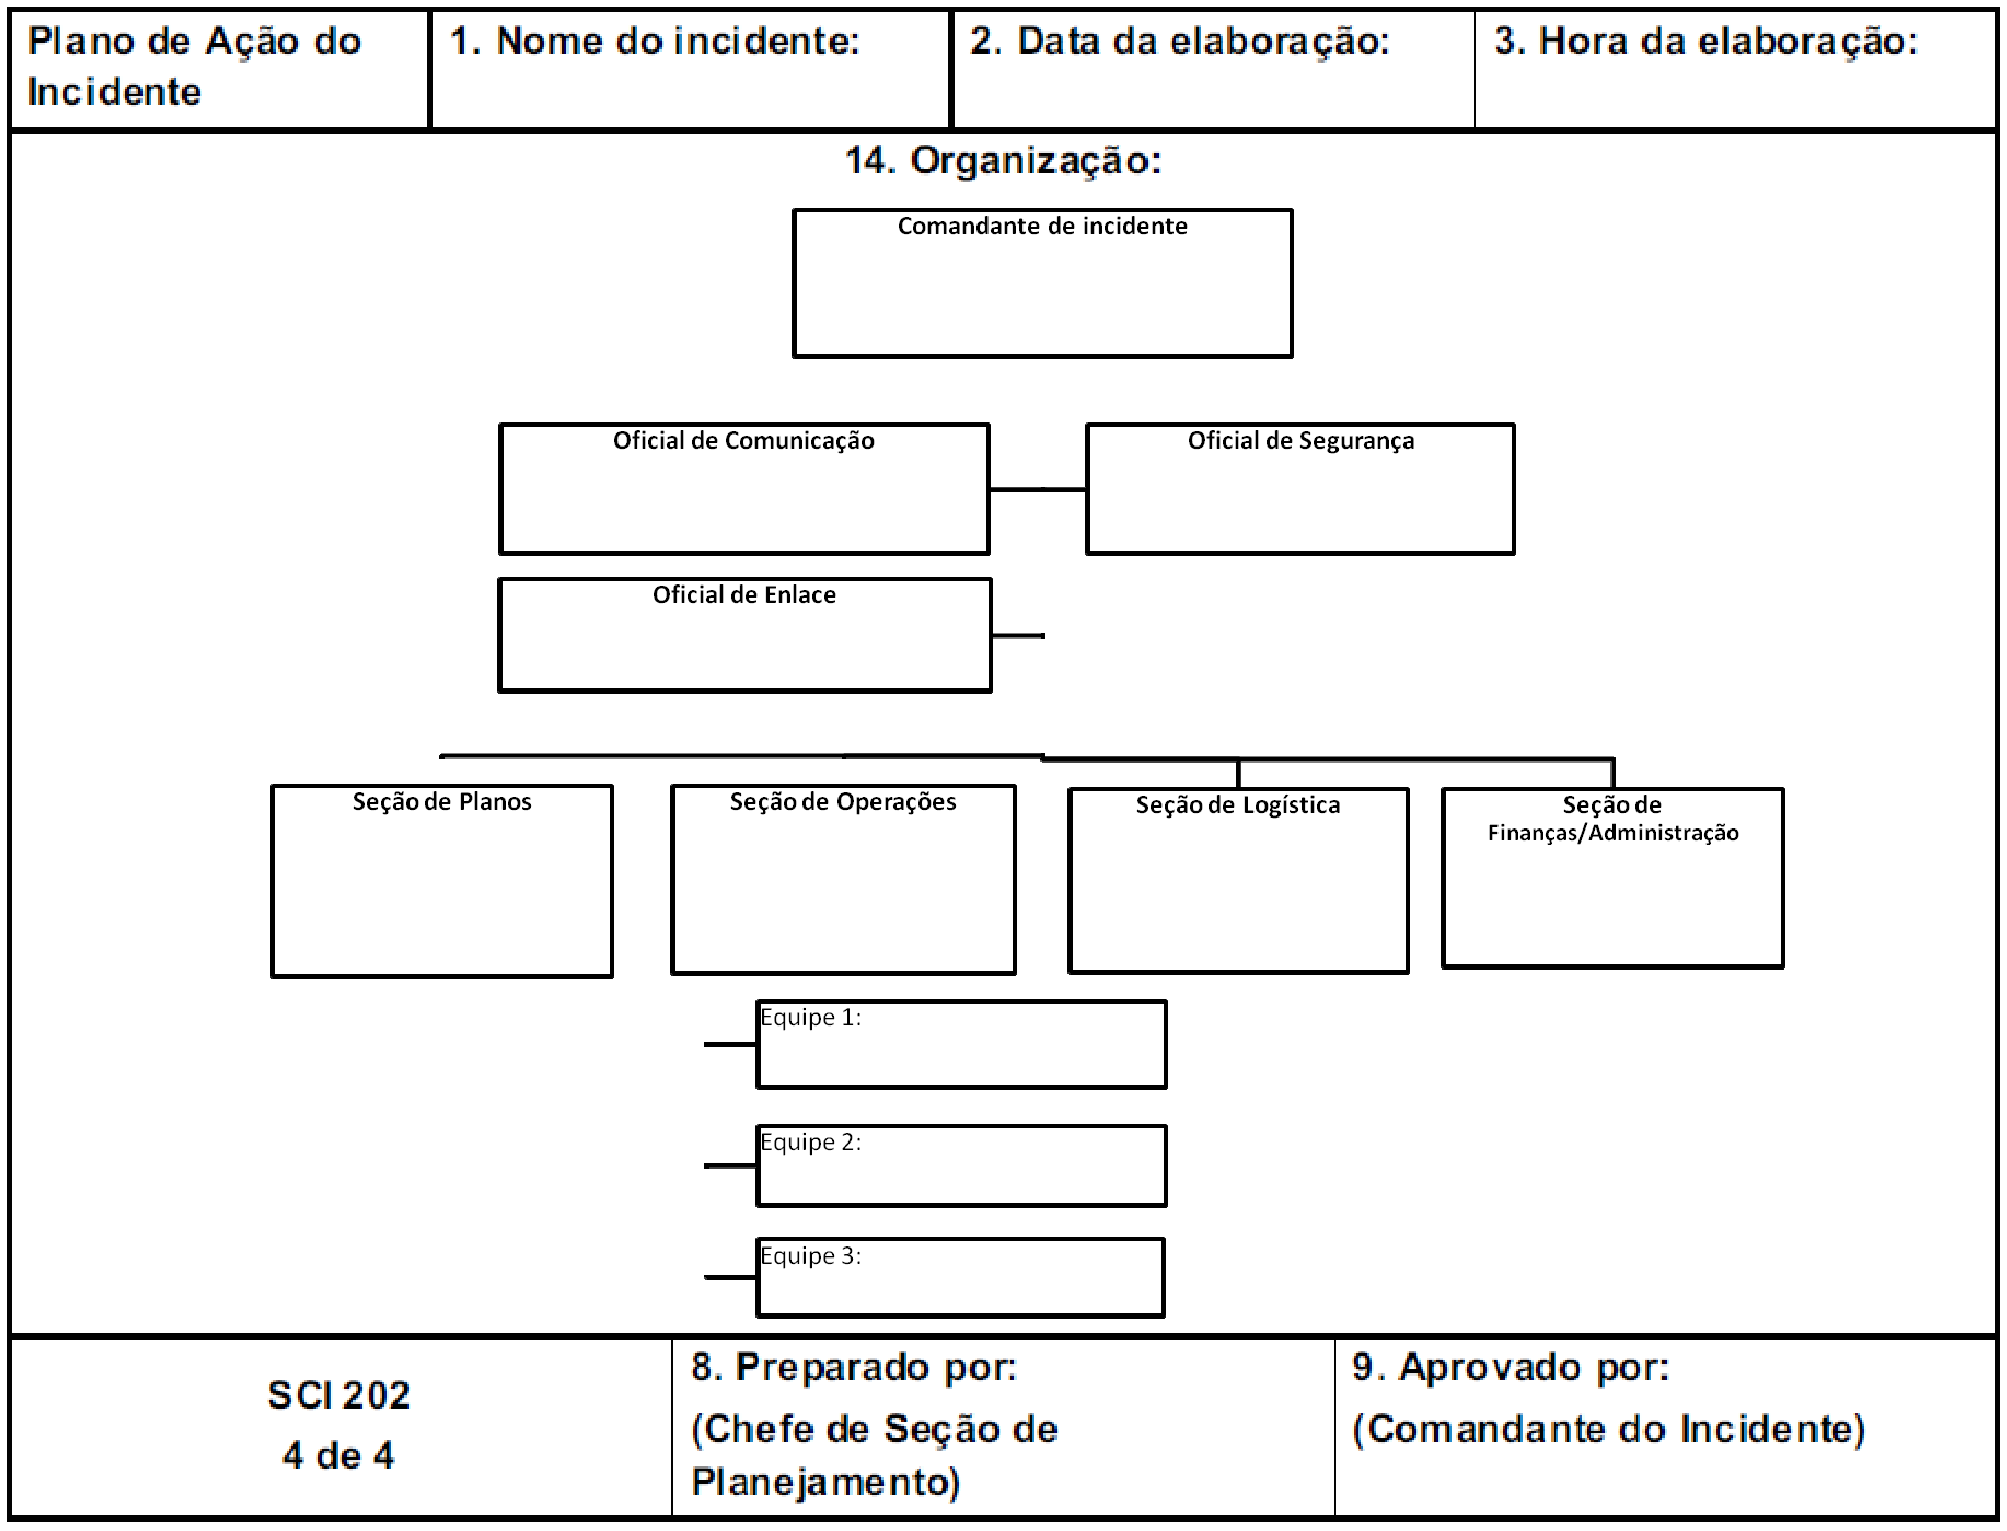 Plano de Ação do
Incidente
1. Nome do incidente:
2. Data da elaboração:
3. Hora da elaboração:
14. Organização:
Comandante de incidente
Oficial de Comunicação
Oficial de Segurança
Oficial de Enlace
Seção de Planos
Seção de Operações
Seção de Logística
Seção de
Finanças/Administração
Equipe 1:
Equipe 2:
Equipe 3:
SCI 202
4 de 4
8. Preparado por:
(Chefe de Seção de
Planejamento)
9. Aprovado por:
(Comandante do Incidente)